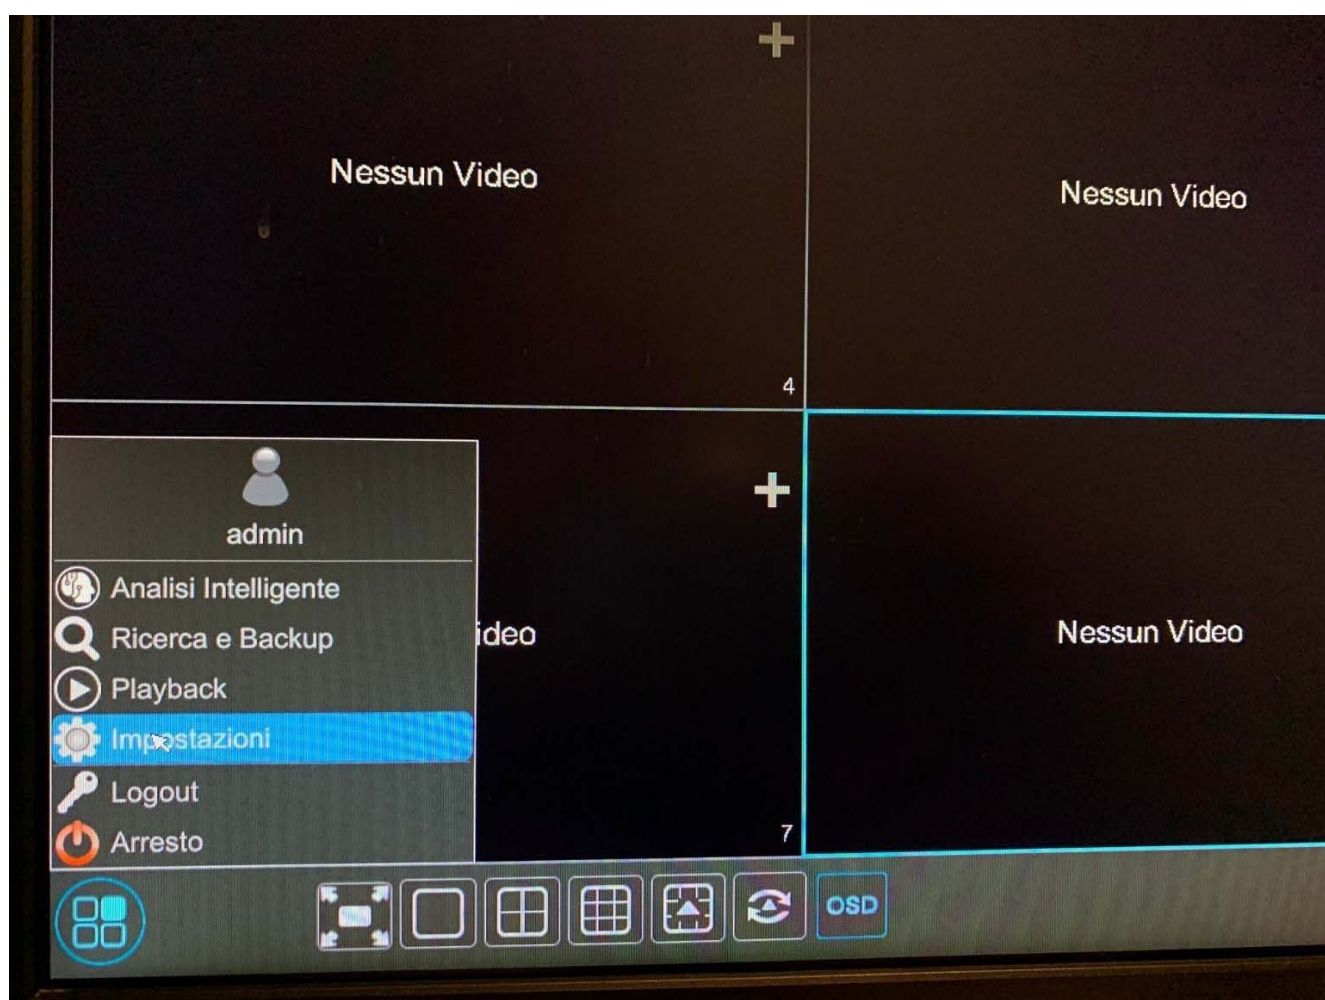 Nessun Video
Nessun Video
4
admin
Analisi Intelligente
Ricerca e Backup
ideo
Nessun Video
Playback
Impostazioni
Logout
Arresto
7
OSD